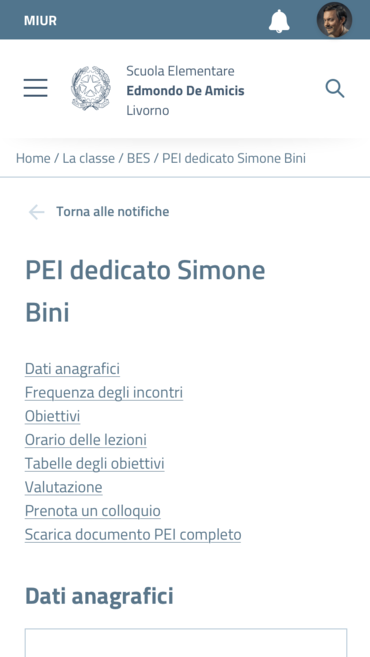 MIUR
Scuola Elementare
Edmondo De Amicis
Livorno
Home / La classe / BES / PEI dedicato Simone Bini
Torna alle notifiche
PEI dedicato Simone
Bini
Dati anagrafici
Frequenza degli incontri
Obiettivi
Orario delle lezioni
Tabelle degli obiettivi
Valutazione
Prenota un colloquio
Scarica documento PEI completo
Dati anagrafici